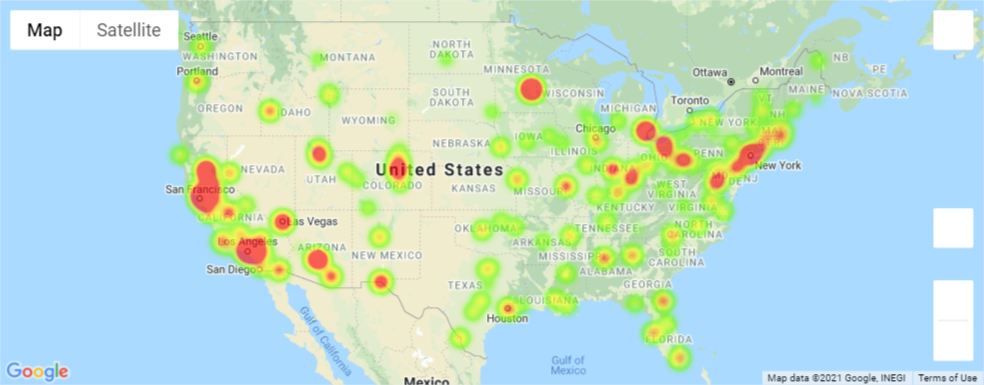 Map
Satellite
Seattle
WASHINGTON
Portland
MONTANA
NORTH
DAKOTA
MINNESOTA
Ottawa
Montreal
NB
PE
MAINE
NOVA SCOTIA
OREGON
IDAHO
SOUTH
DAKOTA
WISCONSIN
MICHIGAN
Toronto
VT
NH
NEW YORK
WYOMING
Chicago
IOWA
NEBRASKA
ILLINOIS
INDIANA
OHIO
PENN
MA
New York
NEVADA
UTAH
United States
COLORADO
KANSAS
MISSOURI
WEST
VIRGINIA
MD
DE
NJ
San Francisco
CALIFORNIA
Las Vegas
KENTUCKY
VIRGINIA
Los Angeles
ARIZONA
NEW MEXICO
OKLAHOMA
ARKANSAS
TENNESSEE
NORTH
CAROLINA
San Diego
MISSISSIPPI
ALABAMA
SOUTH
CAROLINA
GEORGIA
TEXAS
LOUISIANA
Houston
FLORIDA
Gulf of
California
Gulf of
Mexico
Mexico
Google
Map data ©2021 Google, INEGI
Terms of Use